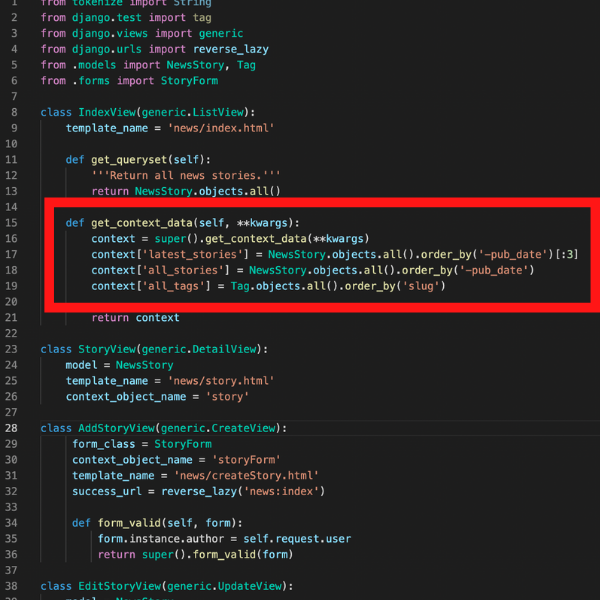 1 from tokenize import String
2 from django.test import tag
3 from django.views import generic
4 from django.urls import reverse_lazy
5 from .models import NewsStory, Tag
6 from .forms import StoryForm
7
8 class IndexView(generic.ListView):
9     template_name = 'news/index.html'
10
11     def get_queryset(self):
12         '''Return all news stories.'''
13         return NewsStory.objects.all()
14
15     def get_context_data(self, **kwargs):
16         context = super().get_context_data(**kwargs)
17         context['latest_stories'] = NewsStory.objects.all().order_by('-pub_date')[:3]
18         context['all_stories'] = NewsStory.objects.all().order_by('-pub_date')
19         context['all_tags'] = Tag.objects.all().order_by('slug')
20
21         return context
22
23 class StoryView(generic.DetailView):
24     model = NewsStory
25     template_name = 'news/story.html'
26     context_object_name = 'story'
27
28 class AddStoryView(generic.CreateView):
29     form_class = StoryForm
30     context_object_name = 'storyForm'
31     template_name = 'news/createStory.html'
32     success_url = reverse_lazy('news:index')
33
34     def form_valid(self, form):
35         form.instance.author = self.request.user
36         return super().form_valid(form)
37
38 class EditStoryView(generic.UpdateView):